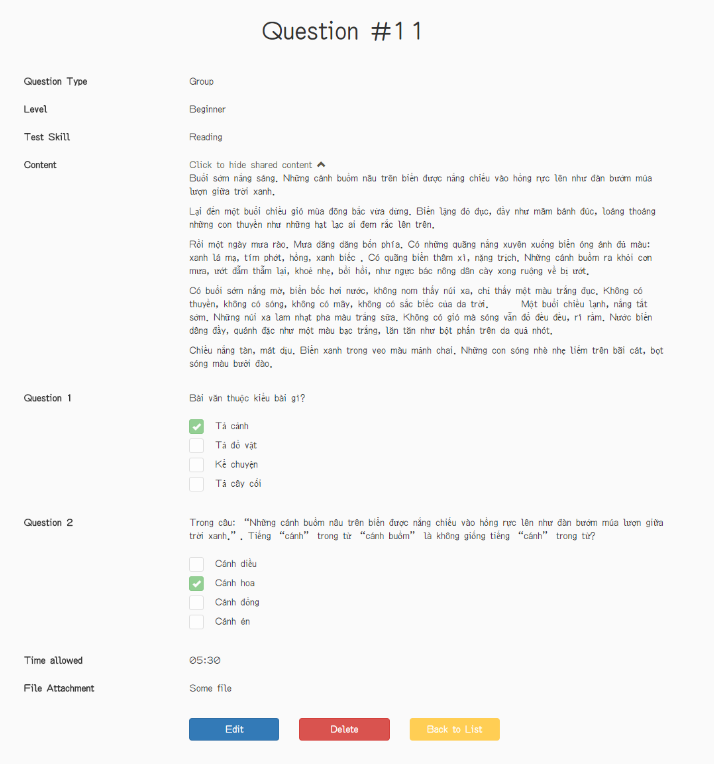 Question #11
Question Type Group
Level Beginner
Test Skill Reading
Content Click to hide shared content
Buổi sớm nắng sáng. Những cánh buồm nâu trên biển được nắng chiếu vào hồng rực lên như đàn bướm múa
lượn giữa trời xanh.
Lại đến một buổi chiều gió mùa đông bắc vừa dừng. Biển lặng đỏ đục, đầy như mâm bánh đúc, loáng thoáng
những con thuyền như những hạt lạc ai đem rắc lên trên.
Rồi một ngày mưa rào. Mưa dăng dăng bốn phía. Có những quãng nắng xuyên xuống biển óng ánh đủ màu:
xanh lá mạ, tím phớt, hồng, xanh biếc . Có quãng biển thâm xì, nặng trịch. Những cánh buồm ra khỏi cơn
mưa, ướt đẫm thẫm lại, khoẻ nhẹ, bồi hồi, như ngực bác nông dân cày xong ruộng về bị ướt.
Có buổi sớm nắng mờ, biển bốc hơi nước, không nom thấy núi xa, chỉ thấy một màu trắng đục. Không có
thuyền, không có sóng, không có mây, không có sắc biếc của da trời. Một buổi chiều lạnh, nắng tắt
sớm. Những núi xa lam nhạt pha màu trắng sữa. Không có gió mà sóng vẫn đổ đều đều, rì rầm. Nước biển
dâng đầy, quánh đặc như một màu bạc trắng, lăn tăn như bột phấn trên da quả nhót.
Chiều nắng tàn, mát dịu. Biển xanh trong veo màu mảnh chai. Những con sóng nhè nhẹ liếm trên bãi cát, bọt
sóng màu bưởi đào.
Question 1 Bài văn thuộc kiểu bài gì?
Tả cảnh
Tả đồ vật
Kể chuyện
Tả cây cối
Question 2 Trong câu: “Những cánh buồm nâu trên biển được nắng chiếu vào hồng rực lên như đàn bướm múa lượn giữa
trời xanh.”. Tiếng “cánh” trong từ “cánh buồm” là không giống tiếng “cánh” trong từ?
Cánh diều
Cánh hoa
Cánh đồng
Cánh én
Time allowed 05:30
File Attachment Some file
Edit Delete Back to List